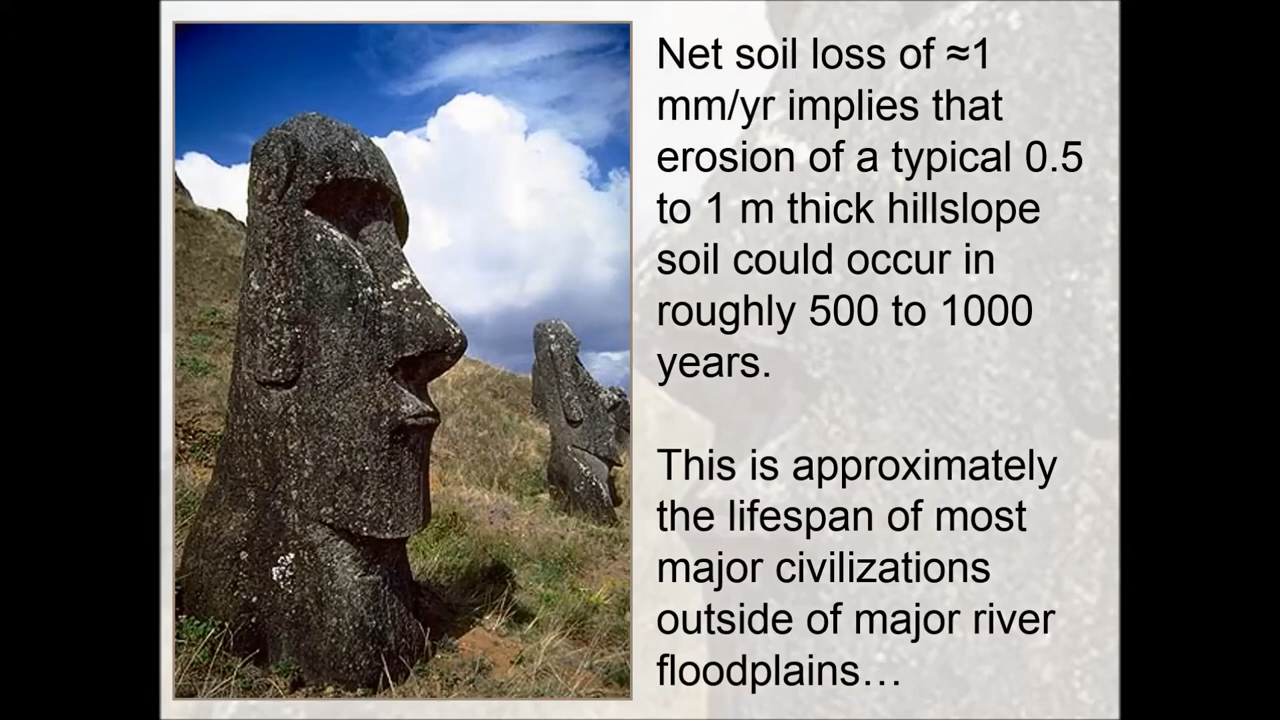 Net soil loss of ≈1
mm/yr implies that
erosion of a typical 0.5
to 1 m thick hillslope
soil could occur in
roughly 500 to 1000
years.
This is approximately
the lifespan of most
major civilizations
outside of major river
floodplains…